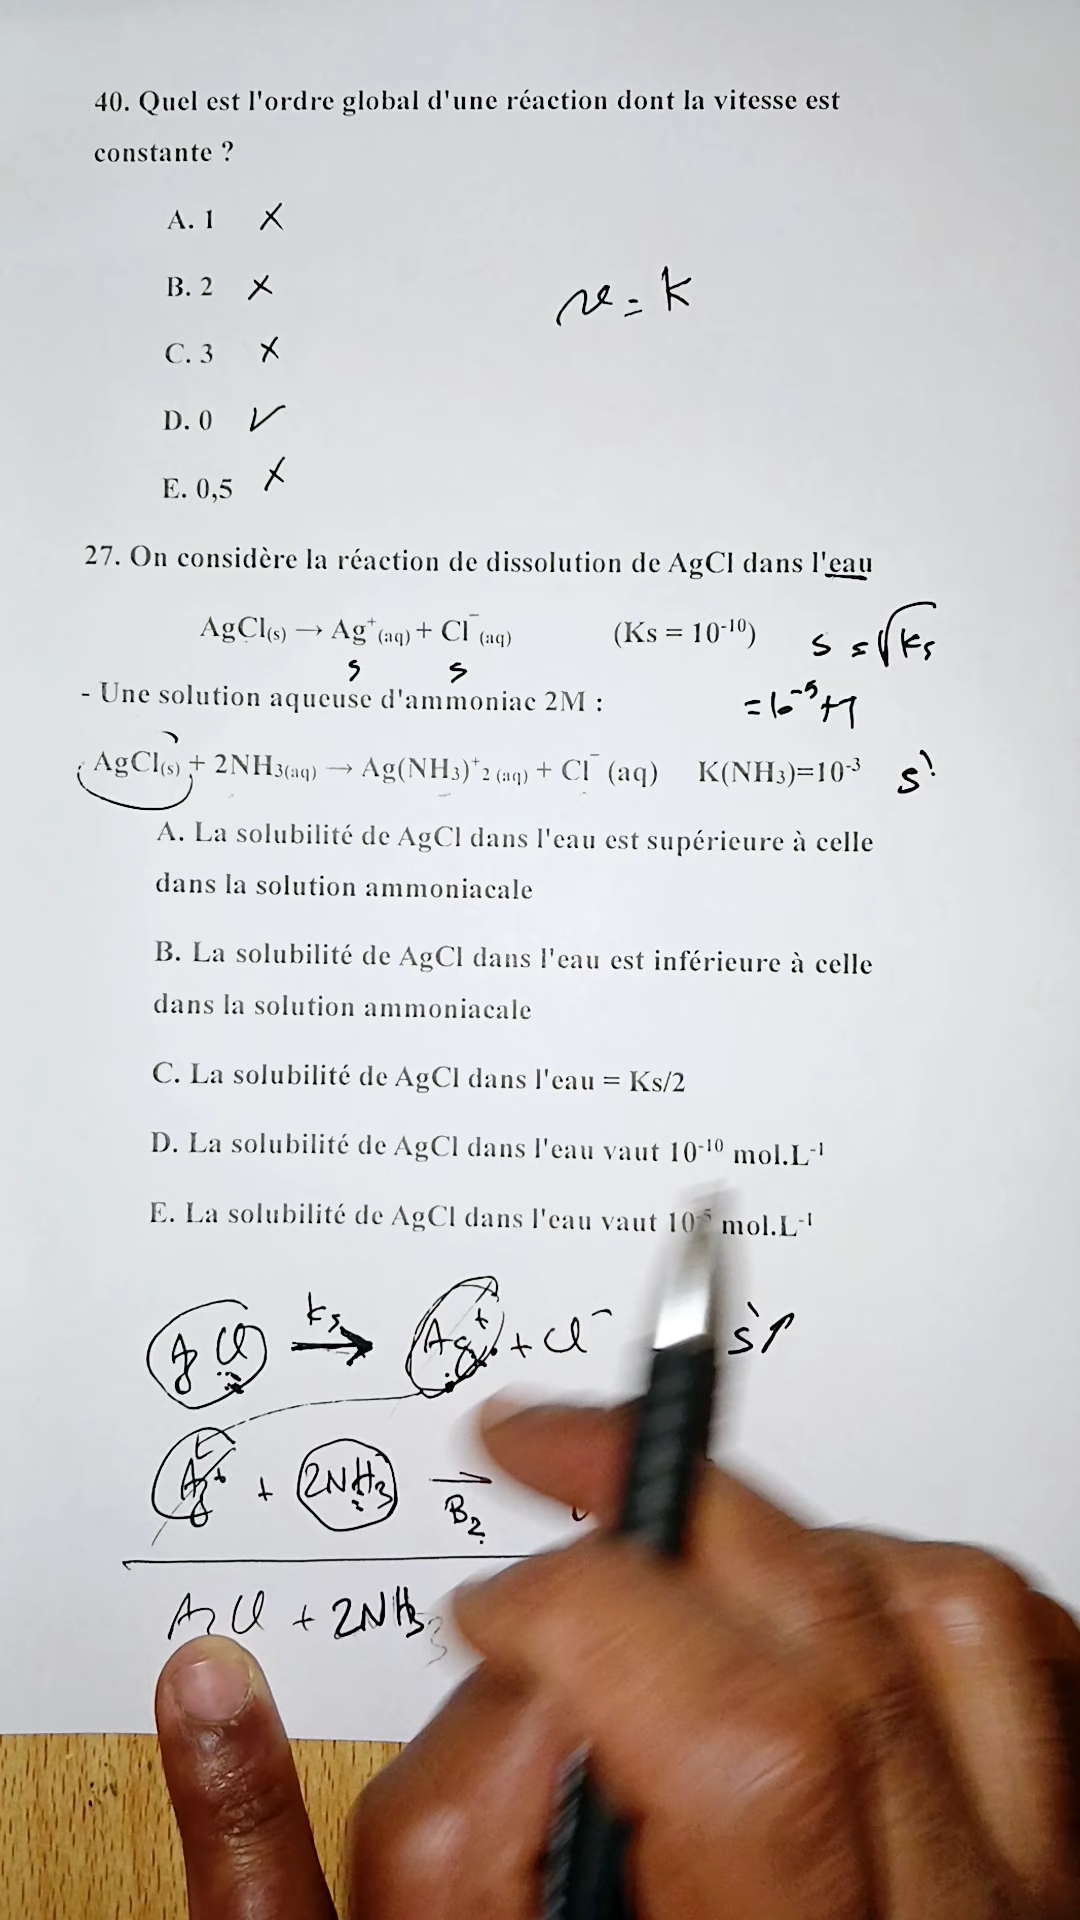 40. Quel est l'ordre global d'une réaction dont la vitesse est
constante ?
A. 1 X
B. 2 X
C. 3 X
v = k
D. 0 ✓
E. 0,5 X
27. On considère la réaction de dissolution de AgCl dans l'eau
AgCl(s) → Ag⁺(aq) + Cl⁻(aq) (Ks = 10⁻¹⁰) s = √Ks
s s
- Une solution aqueuse d'ammoniac 2M : = 10⁻⁵ M
AgCl(s) + 2NH₃(aq) → Ag(NH₃)⁺₂ (aq) + Cl⁻ (aq) K(NH₃)=10⁻³ s'
A. La solubilité de AgCl dans l'eau est supérieure à celle
dans la solution ammoniacale
B. La solubilité de AgCl dans l'eau est inférieure à celle
dans la solution ammoniacale
C. La solubilité de AgCl dans l'eau = Ks/2
D. La solubilité de AgCl dans l'eau vaut 10⁻¹⁰ mol.L⁻¹
E. La solubilité de AgCl dans l'eau vaut 10⁻⁵ mol.L⁻¹
AgCl →Ks Ag⁺ + Cl⁻ s'↑
Ag⁺ + 2NH₃ →B₂
AgCl + 2NH₃